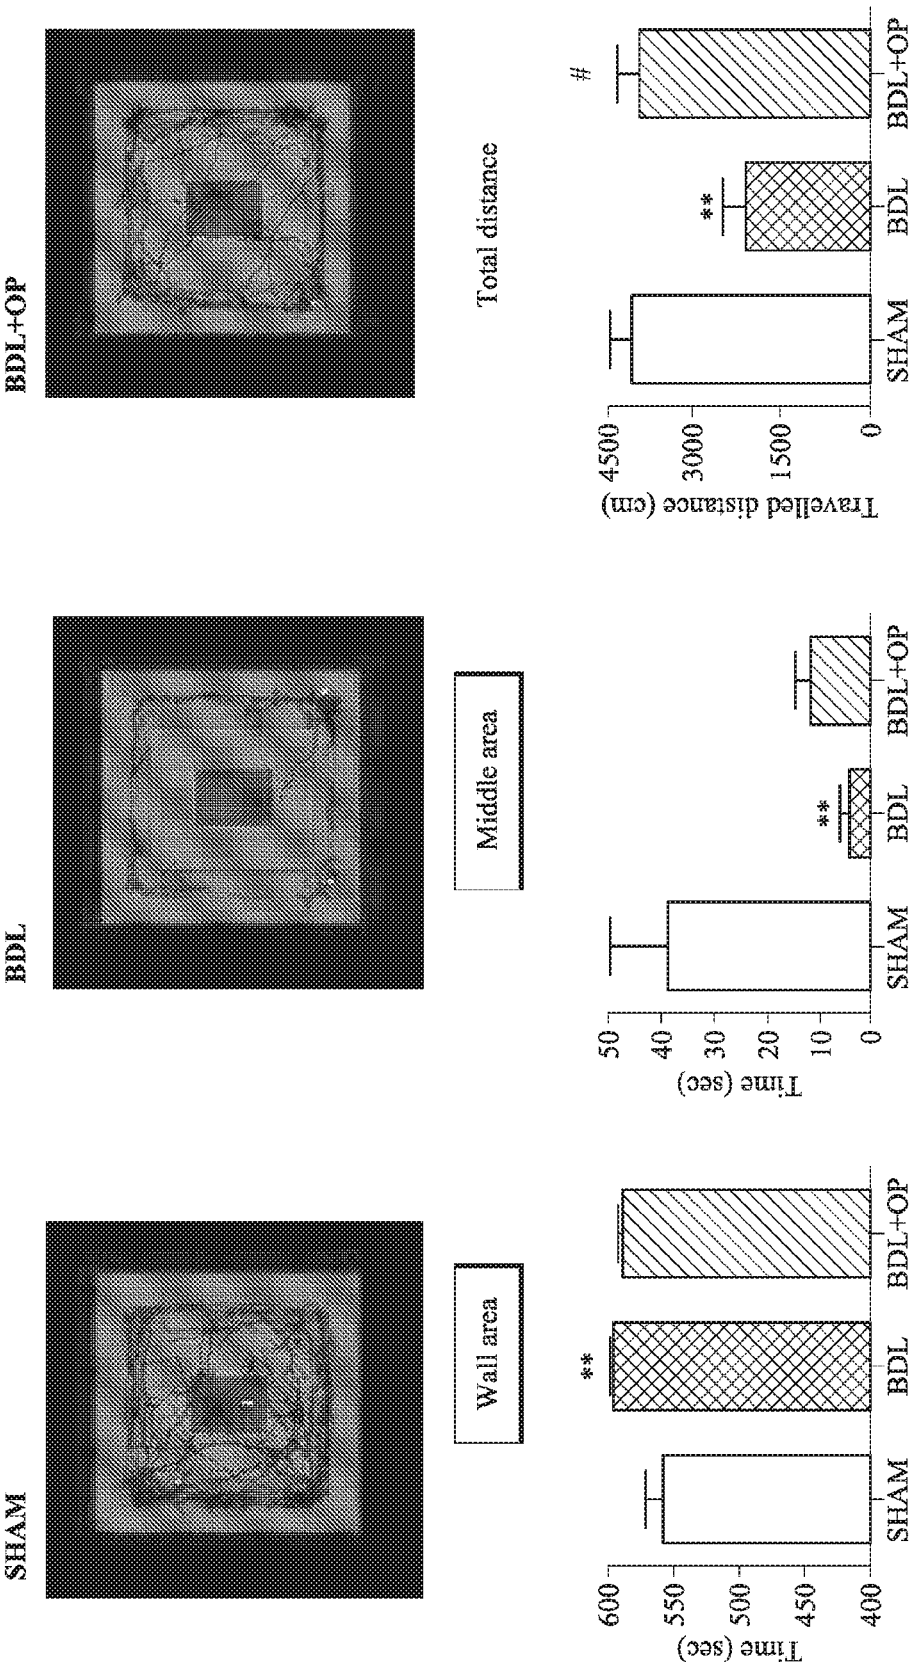 SHAM
BDL
BDL+OP
Wall area
Middle area
Total distance
Time (sec)
600
550
500
450
400
SHAM
BDL
BDL+OP
**
Time (sec)
50
40
30
20
10
0
SHAM
BDL
BDL+OP
**
Travelled distance (cm)
4500
3000
1500
0
SHAM
BDL
BDL+OP
**
#